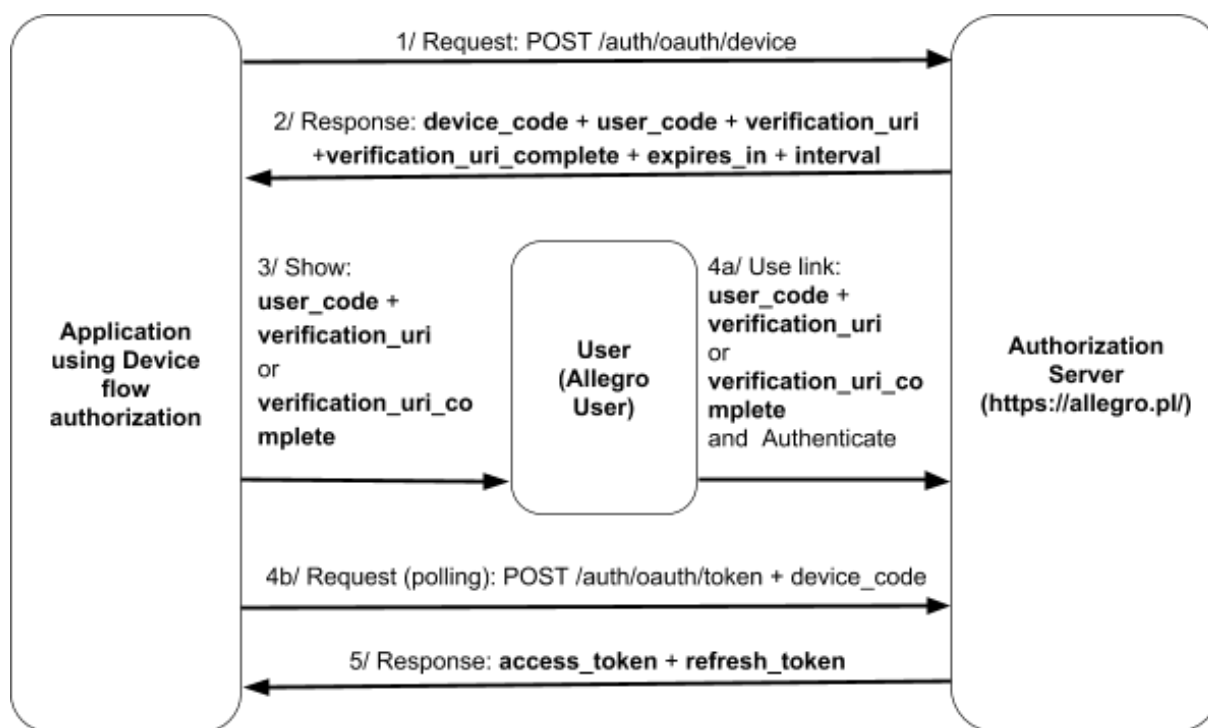 1/ Request: POST /auth/oauth/device
2/ Response: device_code + user_code + verification_uri
+verification_uri_complete + expires_in + interval
Application
using Device
flow
authorization
3/ Show:
user_code +
verification_uri
or
verification_uri_co
mplete
User
(Allegro
User)
4a/ Use link:
user_code +
verification_uri
or
verification_uri_co
mplete
and Authenticate
Authorization
Server
(https://allegro.pl/)
4b/ Request (polling): POST /auth/oauth/token + device_code
5/ Response: access_token + refresh_token